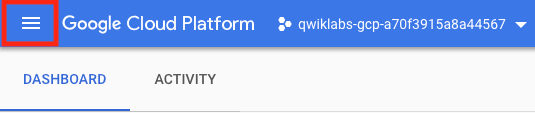 Google Cloud Platform qwiklabs-gcp-a70f3915a8a44567
DASHBOARD ACTIVITY